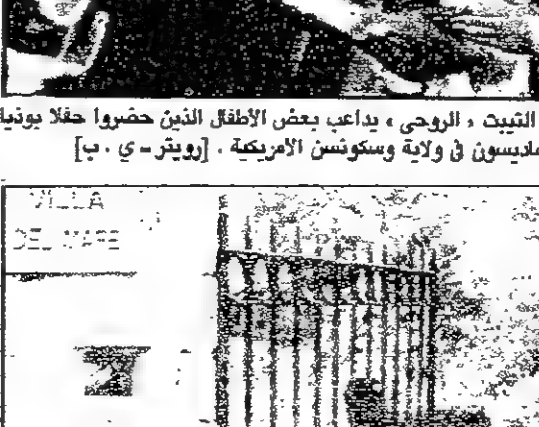 التيبت ، الروحي ، يداعب بعض الأطفال الذين حضروا حفلا بوذيا
ماديسون في ولاية وسكونسن الامريكية . [رويتر ـ ي . ب]
VILLA
DEL MARE